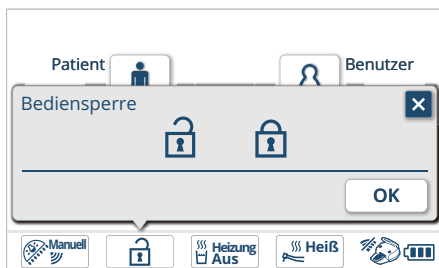 Patient
Benutzer
Bediensperre
OK
Manuell
Heizung
Aus
Heiß